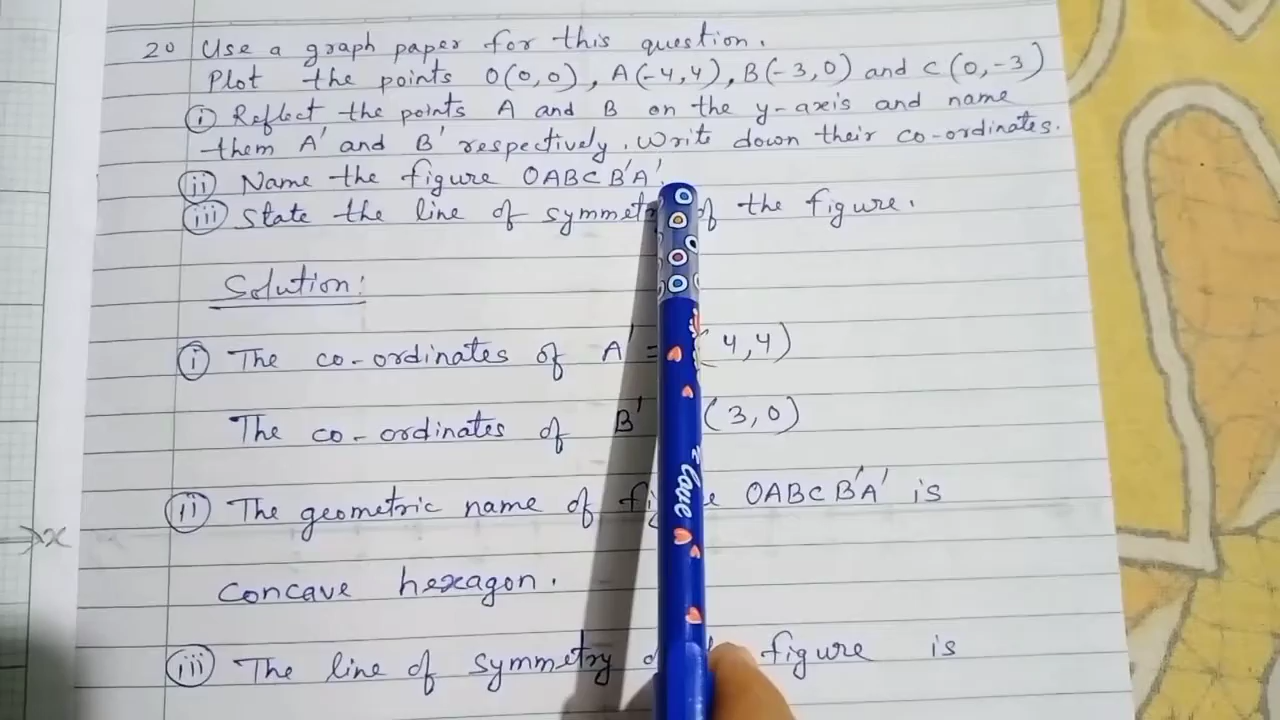 20 Use a graph paper for this question.
Plot the points O(0,0), A(-4,4), B(-3,0) and C(0,-3)
(i) Reflect the points A and B on the y-axis and name
them A' and B' respectively. Write down their co-ordinates.
(ii) Name the figure OABCB'A'.
(iii) State the line of symmetry of the figure.
Solution:
(i) The co-ordinates of A' = (4,4)
The co-ordinates of B' (3,0)
(ii) The geometric name of figure OABCB'A' is
concave hexagon.
(iii) The line of symmetry figure is
x
Love